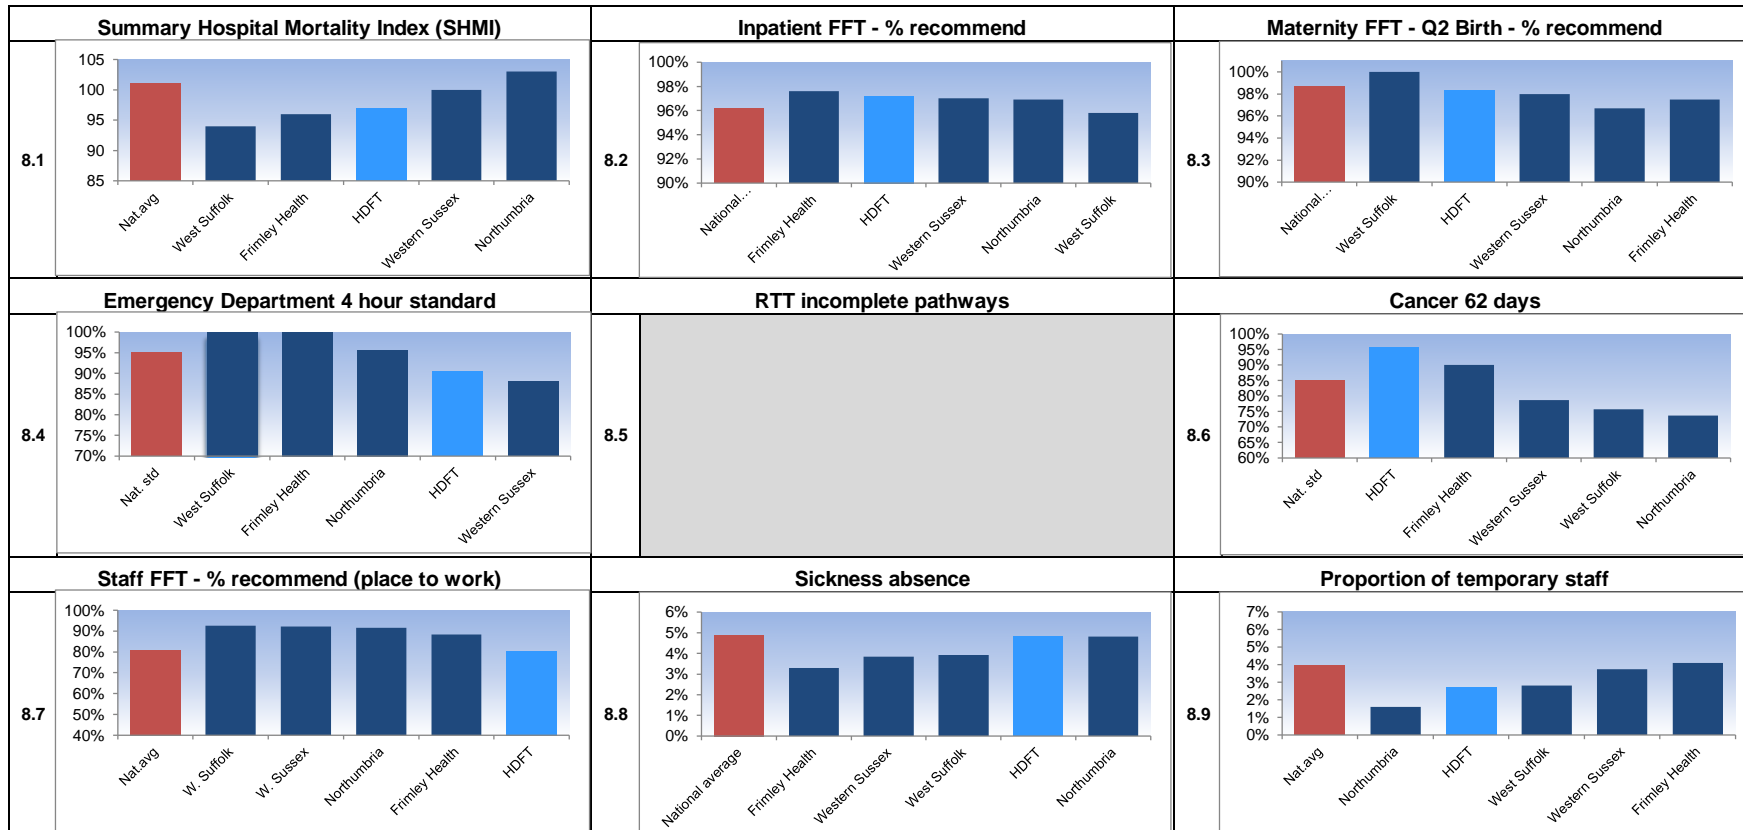 Summary Hospital Mortality Index (SHMI)
8.1
105
100
95
90
85
Nat.avg
West Suffolk
Frimley Health
HDFT
Western Sussex
Northumbria
Inpatient FFT - % recommend
8.2
100%
98%
96%
94%
92%
90%
National...
Frimley Health
HDFT
Western Sussex
Northumbria
West Suffolk
Maternity FFT - Q2 Birth - % recommend
8.3
100%
98%
96%
94%
92%
90%
National...
West Suffolk
HDFT
Western Sussex
Northumbria
Frimley Health
Emergency Department 4 hour standard
8.4
100%
95%
90%
85%
80%
75%
70%
Nat. std
West Suffolk
Frimley Health
Northumbria
HDFT
Western Sussex
RTT incomplete pathways
8.5
Cancer 62 days
8.6
100%
95%
90%
85%
80%
75%
70%
65%
60%
Nat. std
HDFT
Frimley Health
Western Sussex
West Suffolk
Northumbria
Staff FFT - % recommend (place to work)
8.7
100%
90%
80%
70%
60%
50%
40%
Nat.avg
W. Suffolk
W. Sussex
Northumbria
Frimley Health
HDFT
Sickness absence
8.8
6%
5%
4%
3%
2%
1%
0%
National average
Frimley Health
Western Sussex
West Suffolk
HDFT
Northumbria
Proportion of temporary staff
8.9
7%
6%
5%
4%
3%
2%
1%
0%
Nat.avg
Northumbria
HDFT
West Suffolk
Western Sussex
Frimley Health